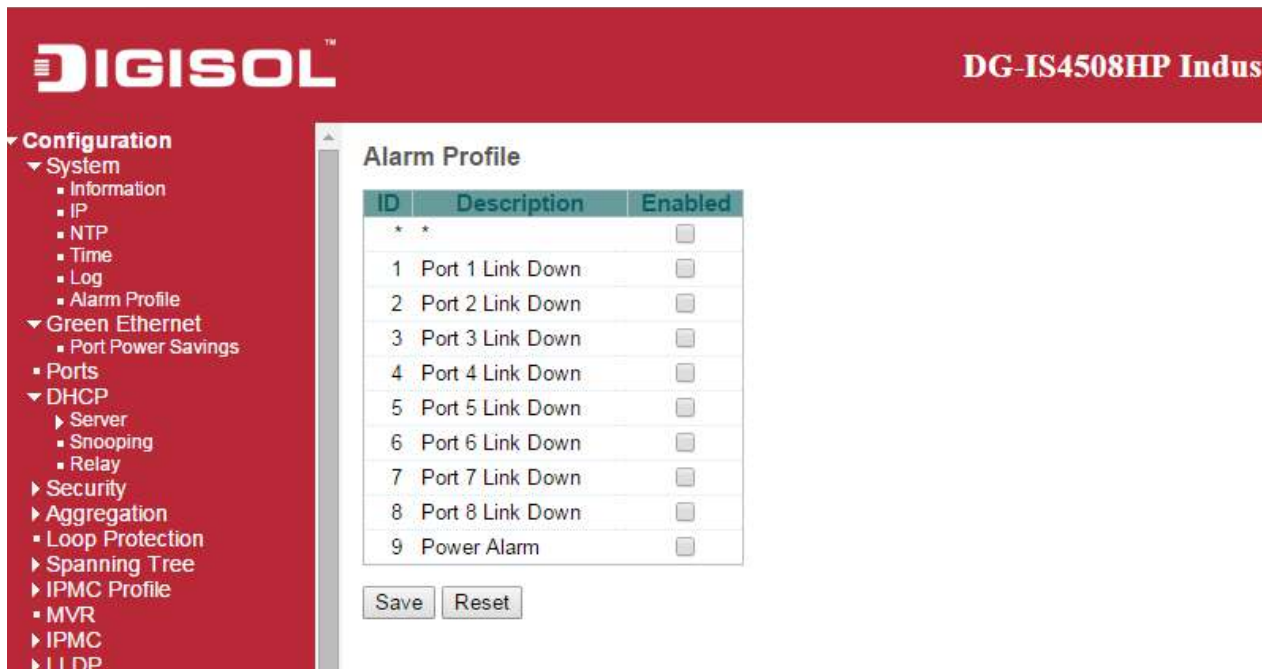 DIGISOL™
DG-IS4508HP Indus
Configuration
System
Information
IP
NTP
Time
Log
Alarm Profile
Green Ethernet
Port Power Savings
Ports
DHCP
Server
Snooping
Relay
Security
Aggregation
Loop Protection
Spanning Tree
IPMC Profile
MVR
IPMC
LLDP
Alarm Profile
ID Description Enabled
* *
1 Port 1 Link Down
2 Port 2 Link Down
3 Port 3 Link Down
4 Port 4 Link Down
5 Port 5 Link Down
6 Port 6 Link Down
7 Port 7 Link Down
8 Port 8 Link Down
9 Power Alarm
Save Reset